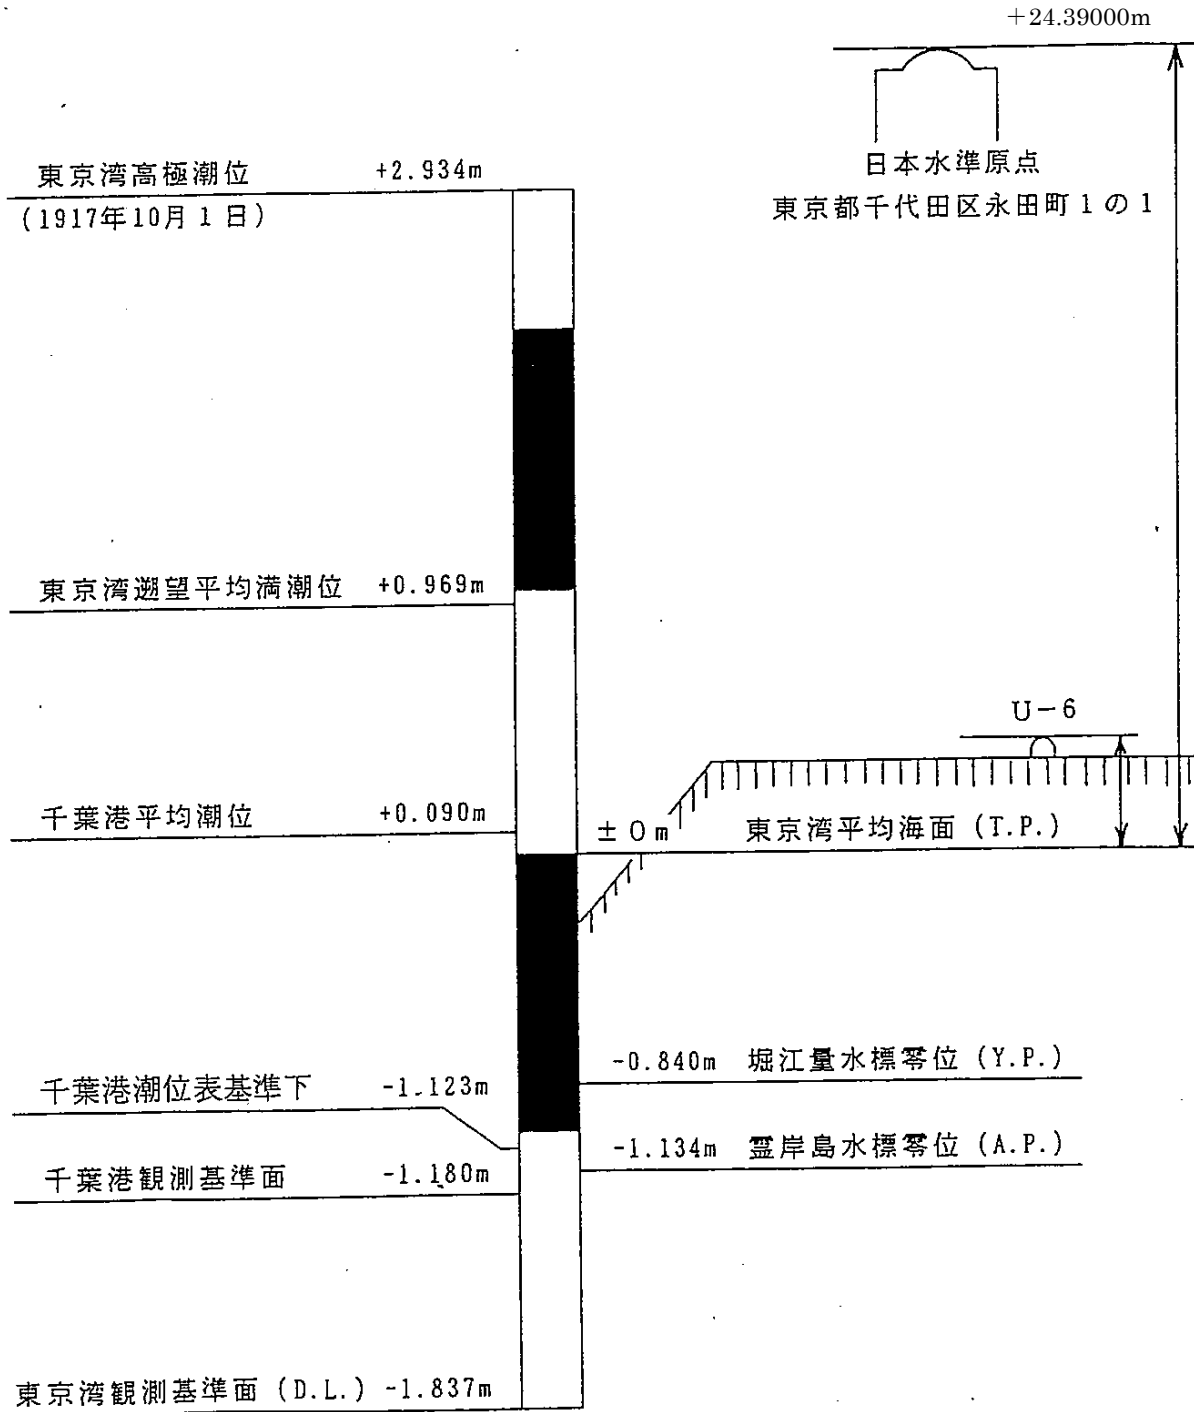 +24.39000m
日本水準原点
東京都千代田区永田町1の1
東京湾高極潮位 +2.934m
(1917年10月1日)
東京湾遡望平均満潮位 +0.969m
U-6
千葉港平均潮位 +0.090m
±0m 東京湾平均海面 (T.P.)
-0.840m 堀江量水標零位 (Y.P.)
千葉港潮位表基準下 -1.123m
-1.134m 霊岸島水標零位 (A.P.)
千葉港観測基準面 -1.180m
東京湾観測基準面 (D.L.) -1.837m